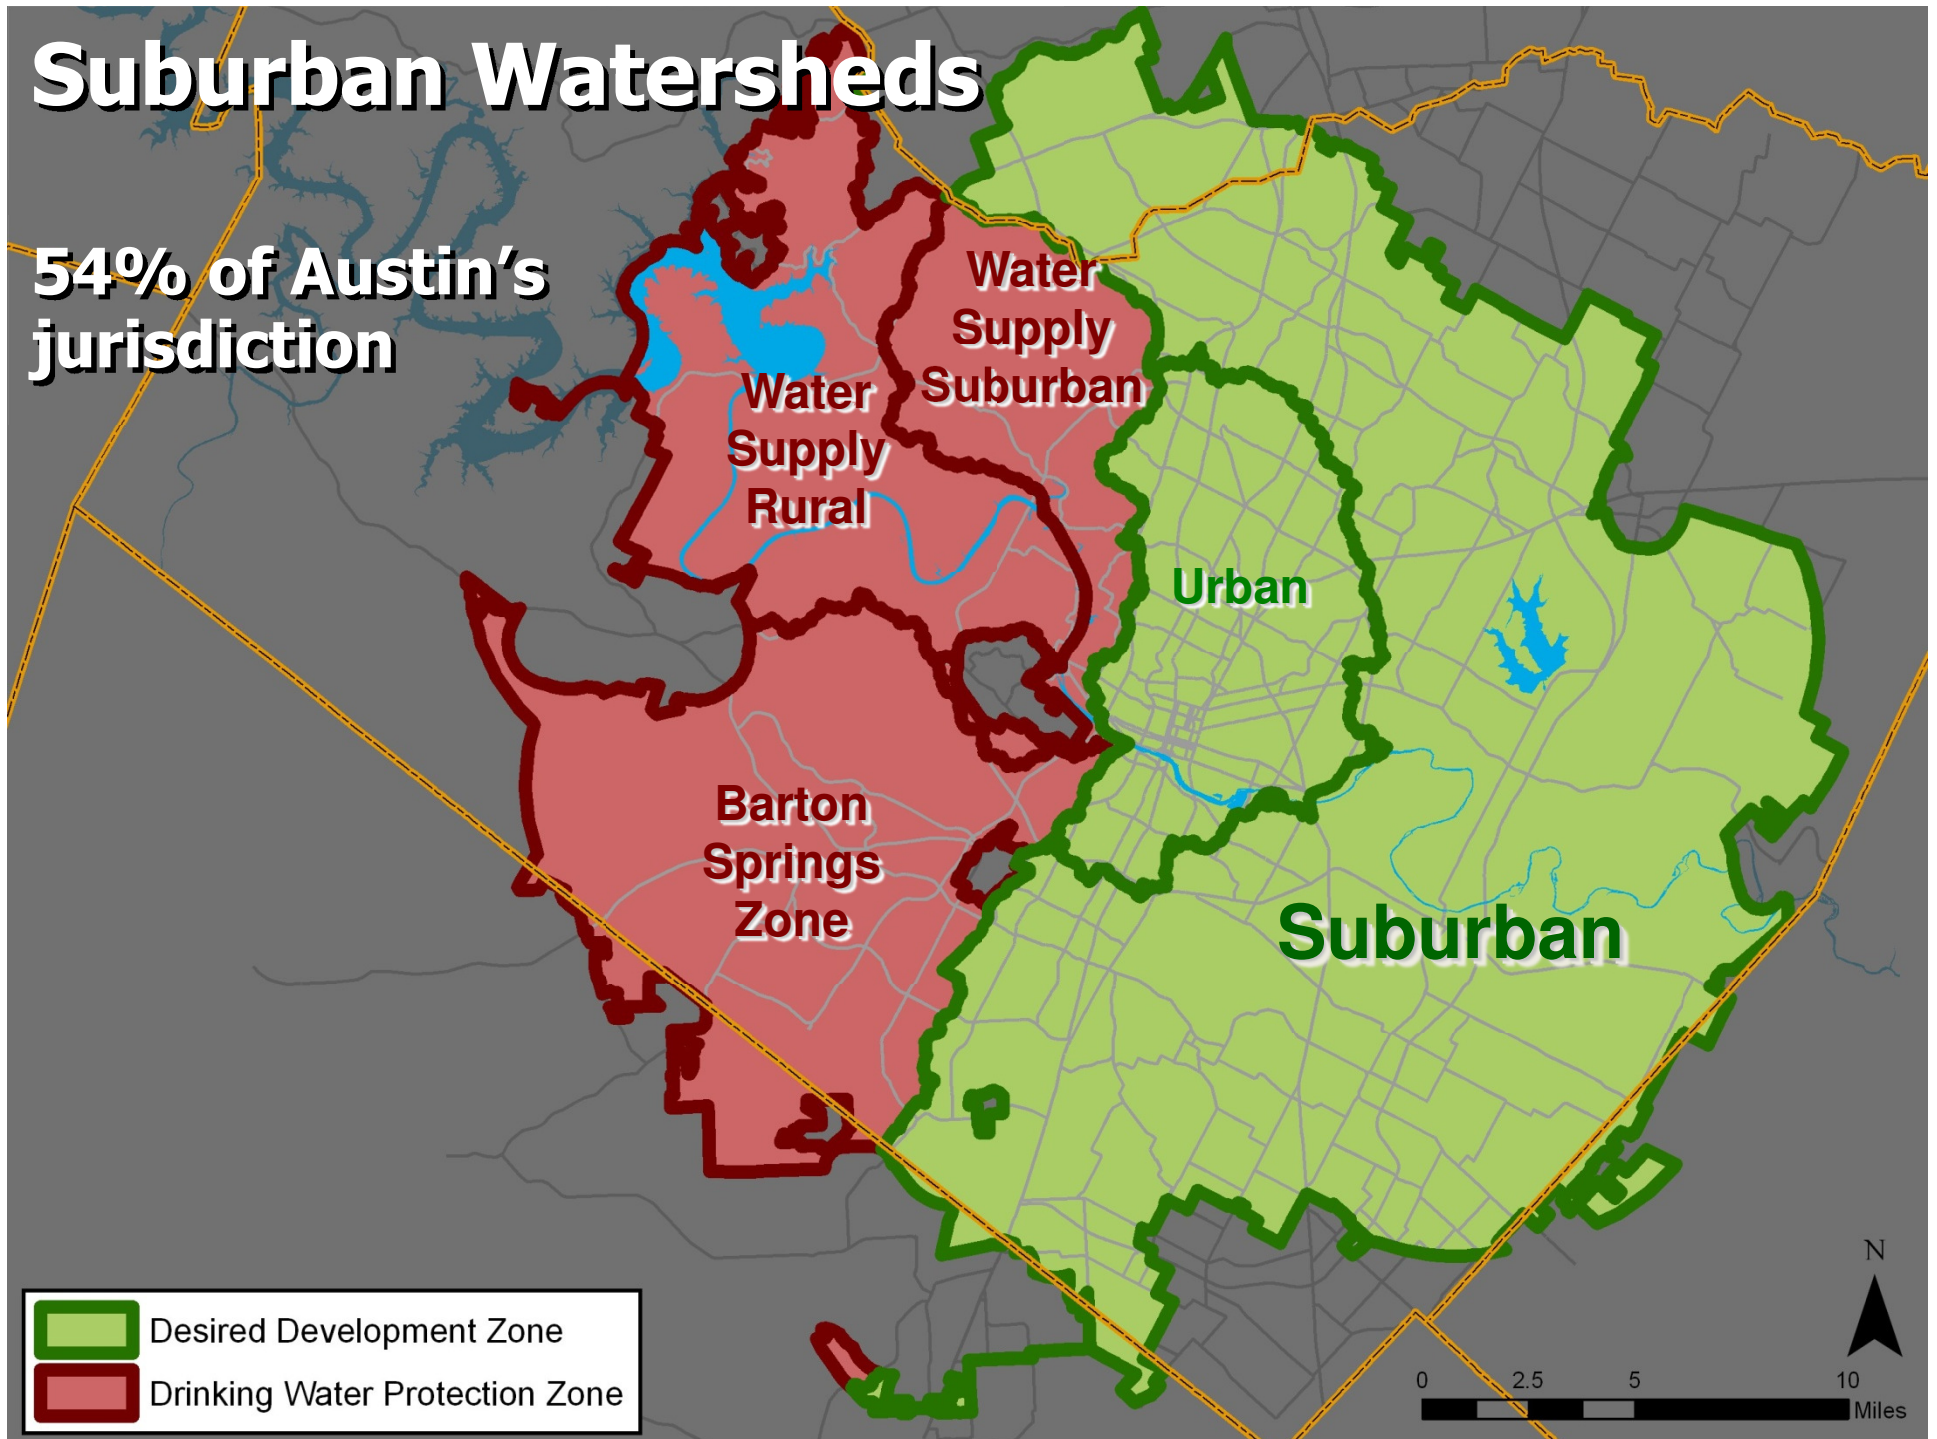 Suburban Watersheds
54% of Austin’s
jurisdiction
Water
Supply
Suburban
Water
Supply
Rural
Urban
Barton
Springs
Zone
Suburban
Desired Development Zone
Drinking Water Protection Zone
N
0 2.5 5 10
Miles